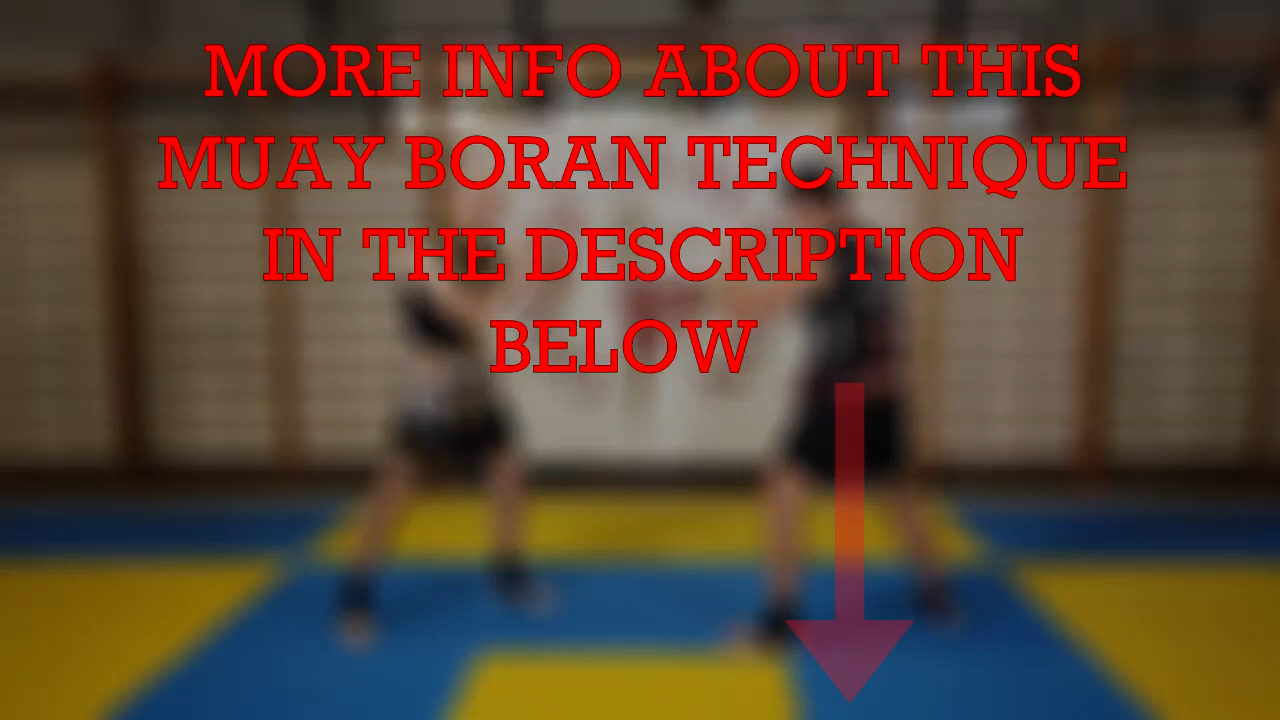 MORE INFO ABOUT THIS
MUAY BORAN TECHNIQUE
IN THE DESCRIPTION
BELOW